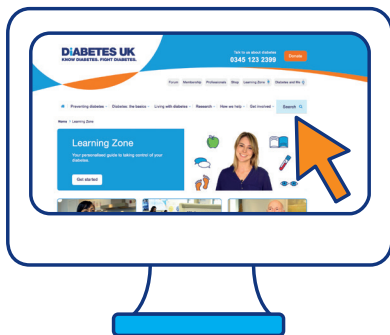 DiABETES UK
KNOW DIABETES. FIGHT DIABETES.
Talk to us about diabetes
0345 123 2399
Donate
Forum Membership Professionals Shop Learning Zone Diabetes and Me
Preventing diabetes Diabetes: the basics Living with diabetes Research How we help Get involved Search
Home > Learning Zone
Learning Zone
Your personalised guide to taking control of your
diabetes
Get started